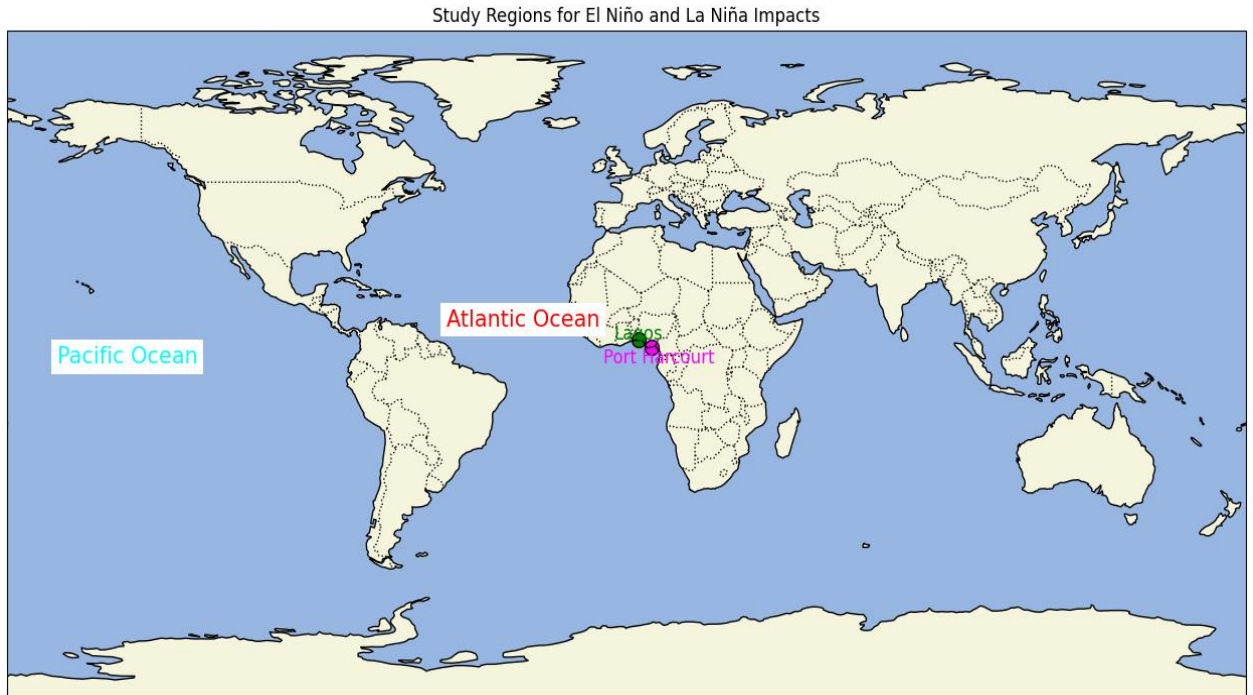 Study Regions for El Niño and La Niña Impacts
Atlantic Ocean
Lagos
Pacific Ocean
Port Harcourt